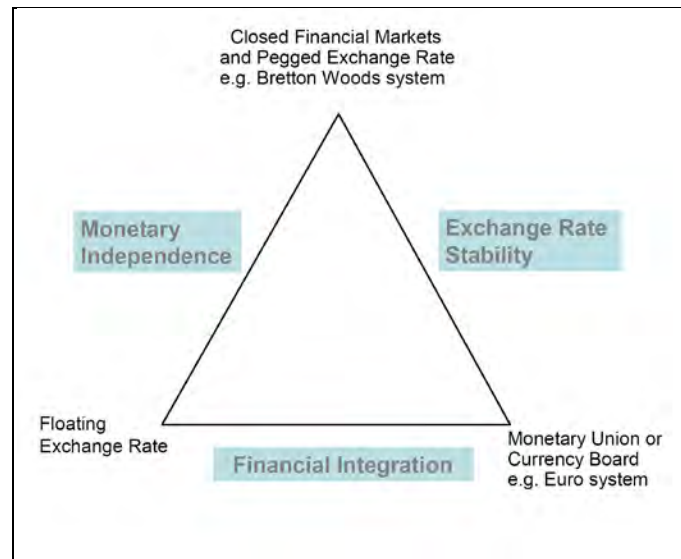 Closed Financial Markets
and Pegged Exchange Rate
e.g. Bretton Woods system
Monetary
Independence
Exchange Rate
Stability
Floating
Exchange Rate
Financial Integration
Monetary Union or
Currency Board
e.g. Euro system